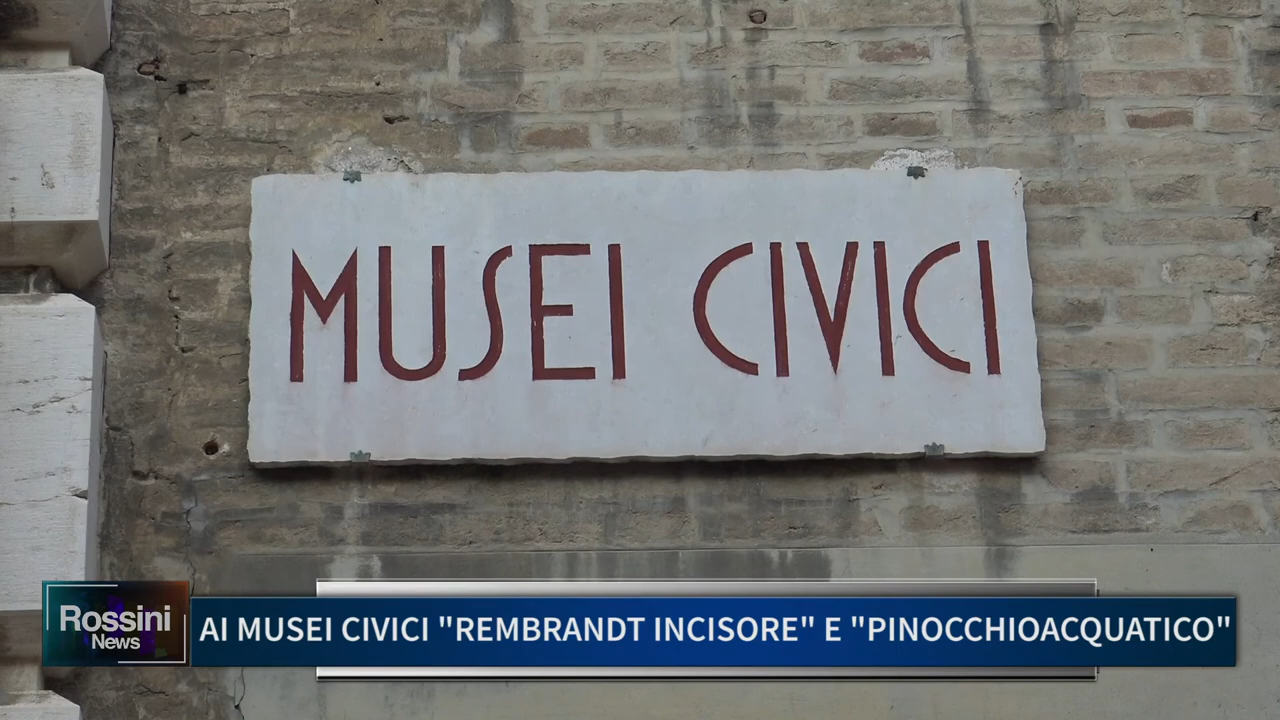 MUSEI CIVICI
Rossini
News
AI MUSEI CIVICI "REMBRANDT INCISORE" E "PINOCCHIOACQUATICO"